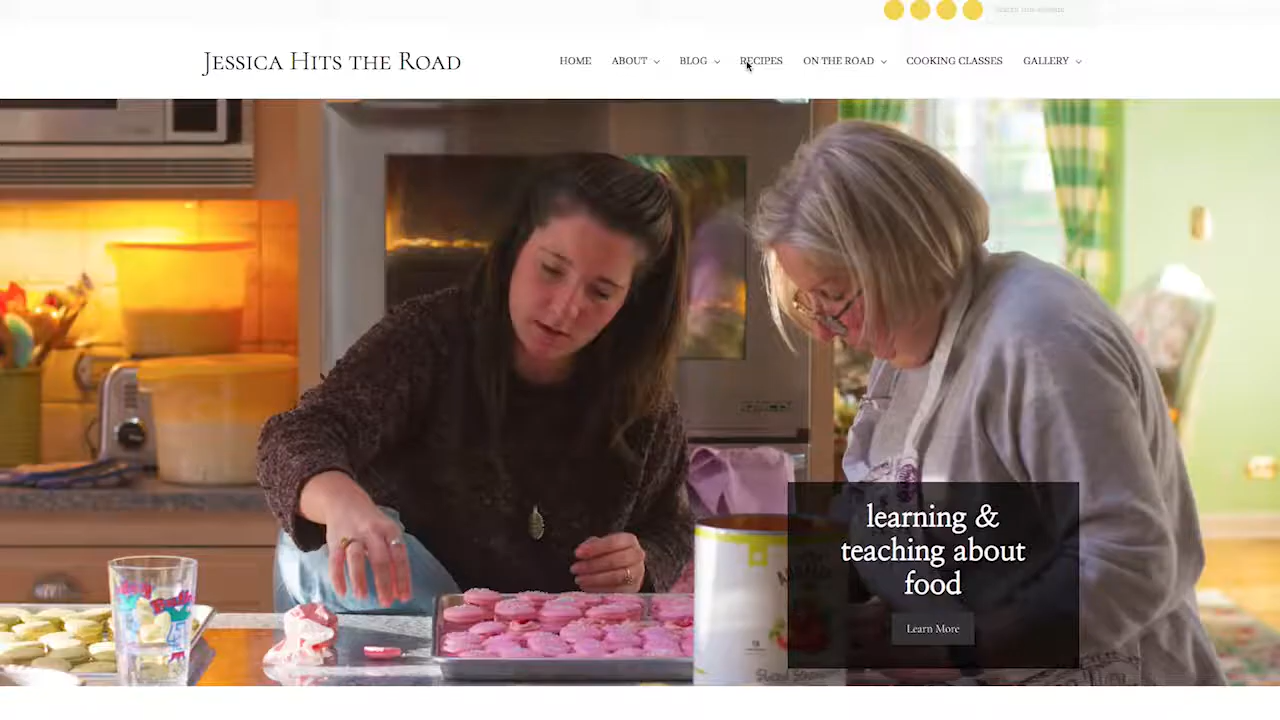 Jessica Hits the Road
HOME ABOUT BLOG RECIPES ON THE ROAD COOKING CLASSES GALLERY
learning &
teaching about
food
Learn More